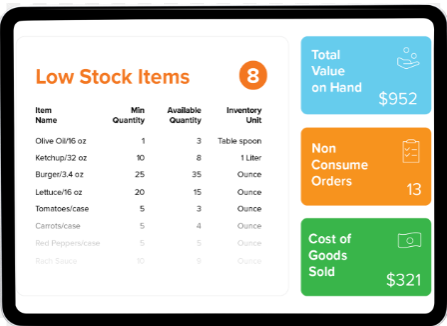 Low Stock Items 8
Item Name Min Quantity Available Quantity Inventory Unit
Olive Oil/16 oz 1 3 Table spoon
Ketchup/32 oz 10 8 1 Liter
Burger/3.4 oz 25 35 Ounce
Lettuce/16 oz 20 15 Ounce
Tomatoes/case 5 3 Ounce
Carrots/case 5 4 Ounce
Red Peppers/case 5 5 Ounce
Bach Sauce 10 9 Ounce
Total
Value
on Hand
$952
Non
Consume
Orders
13
Cost of
Goods
Sold
$321